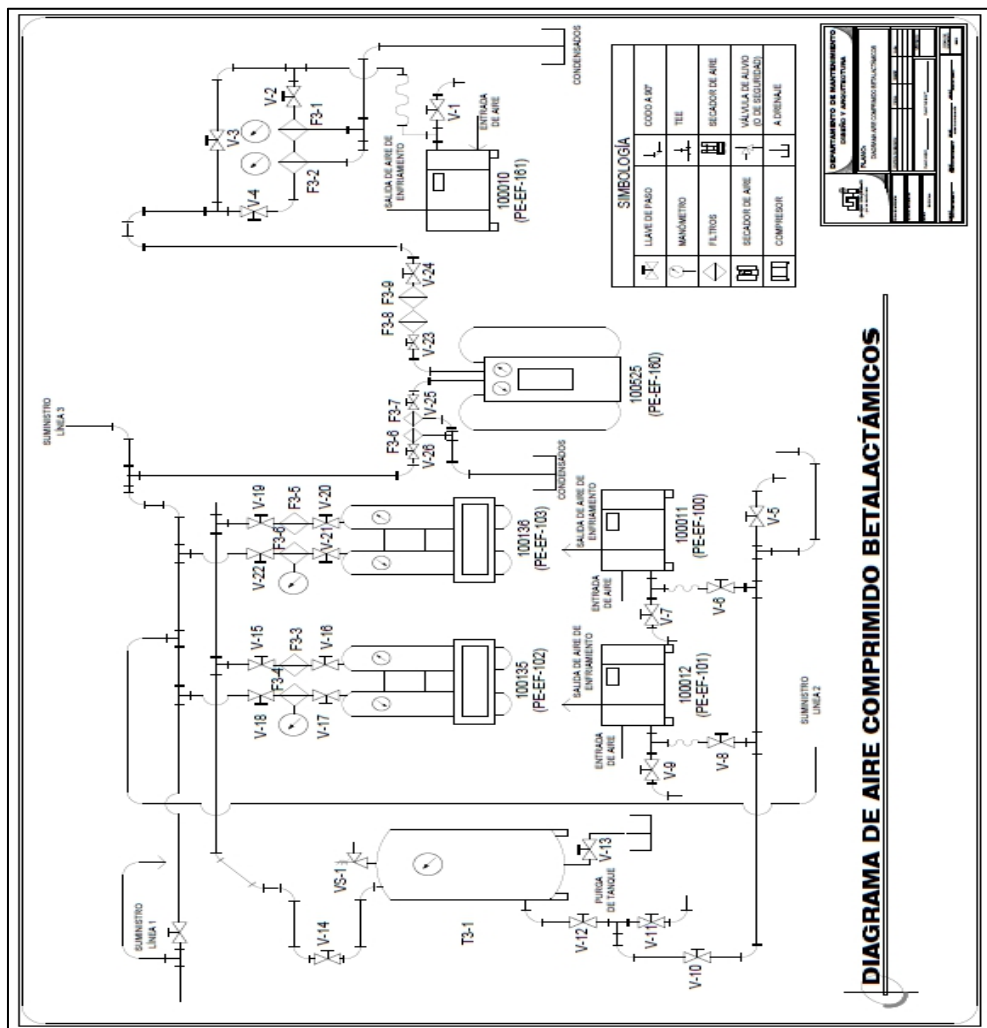 SUMINISTRO
LÍNEA 1
V-14
VS-1
T3-1
PURGA
DE TANQUE
V-13
V-12
V-11
V-10
V-18
V-15
F3-3
V-17
V-16
100135
(PE-EF-102)
V-22
V-19
F3-6
F3-5
V-21
V-20
100136
(PE-EF-103)
SALIDA DE AIRE DE
ENFRIAMIENTO
ENTRADA
DE AIRE
100012
(PE-EF-101)
V-9
V-8
SUMINISTRO
LÍNEA 2
SALIDA DE AIRE DE
ENFRIAMIENTO
ENTRADA
DE AIRE
100011
(PE-EF-100)
V-7
V-6
V-5
SUMINISTRO
LÍNEA 3
F3-6
F3-7
V-26
V-25
CONDENSADOS
100525
(PE-EF-160)
F3-8
F3-9
V-23
V-24
V-4
V-3
V-2
F3-2
F3-1
SALIDA DE AIRE DE
ENFRIAMIENTO
V-1
ENTRADA
DE AIRE
100010
(PE-EF-161)
CONDENSADOS
SIMBOLOGÍA
LLAVE DE PASO
CODO A 90°
MANÓMETRO
TEE
FILTROS
SECADOR DE AIRE
SECADOR DE AIRE
VÁLVULA DE ALIVIO
(O DE SEGURIDAD)
COMPRESOR
A DRENAJE
DEPARTAMENTO DE MANTENIMIENTO
DISEÑO Y ARQUITECTURA
PLANO:
DIAGRAMA AIRE COMPRIMIDO BETALACTÁMICOS
DIAGRAMA DE AIRE COMPRIMIDO BETALACTÁMICOS